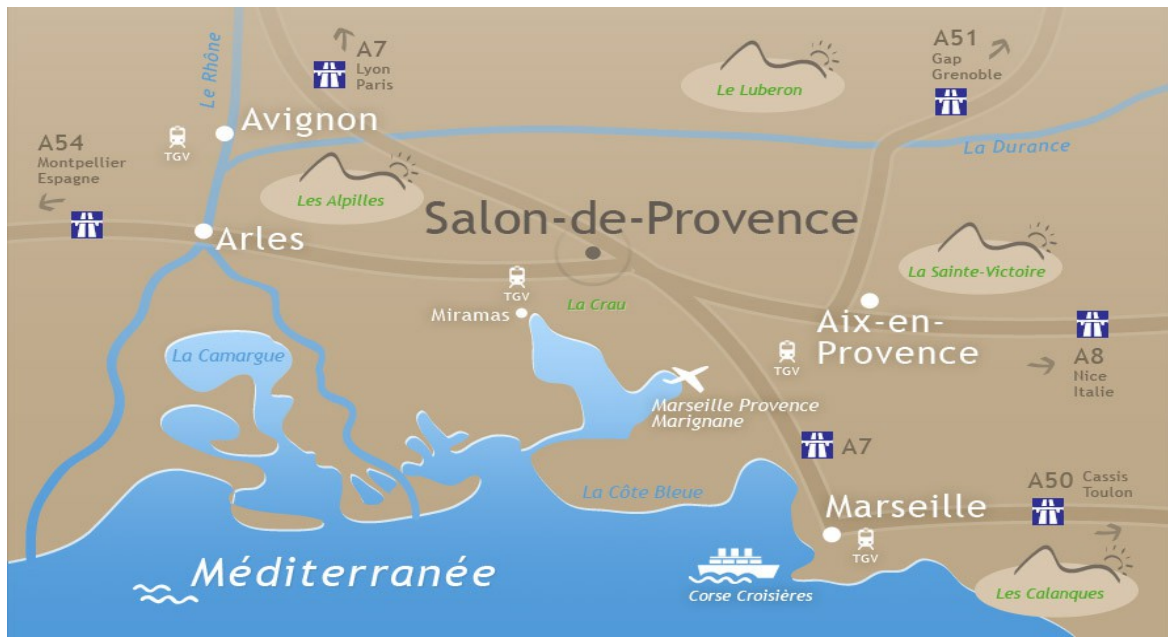 Le Rhône
A7
Lyon
Paris
A51
Gap
Grenoble
Le Luberon
Avignon
TGV
A54
Montpellier
Espagne
La Durance
Les Alpilles
Salon-de-Provence
Arles
La Sainte-Victoire
TGV
La Crau
Miramas
Aix-en-
Provence
TGV
La Camargue
A8
Nice
Italie
Marseille Provence
Marignane
A7
La Côte Bleue
A50
Cassis
Toulon
Marseille
TGV
Méditerranée
Corse Croisières
Les Calanques